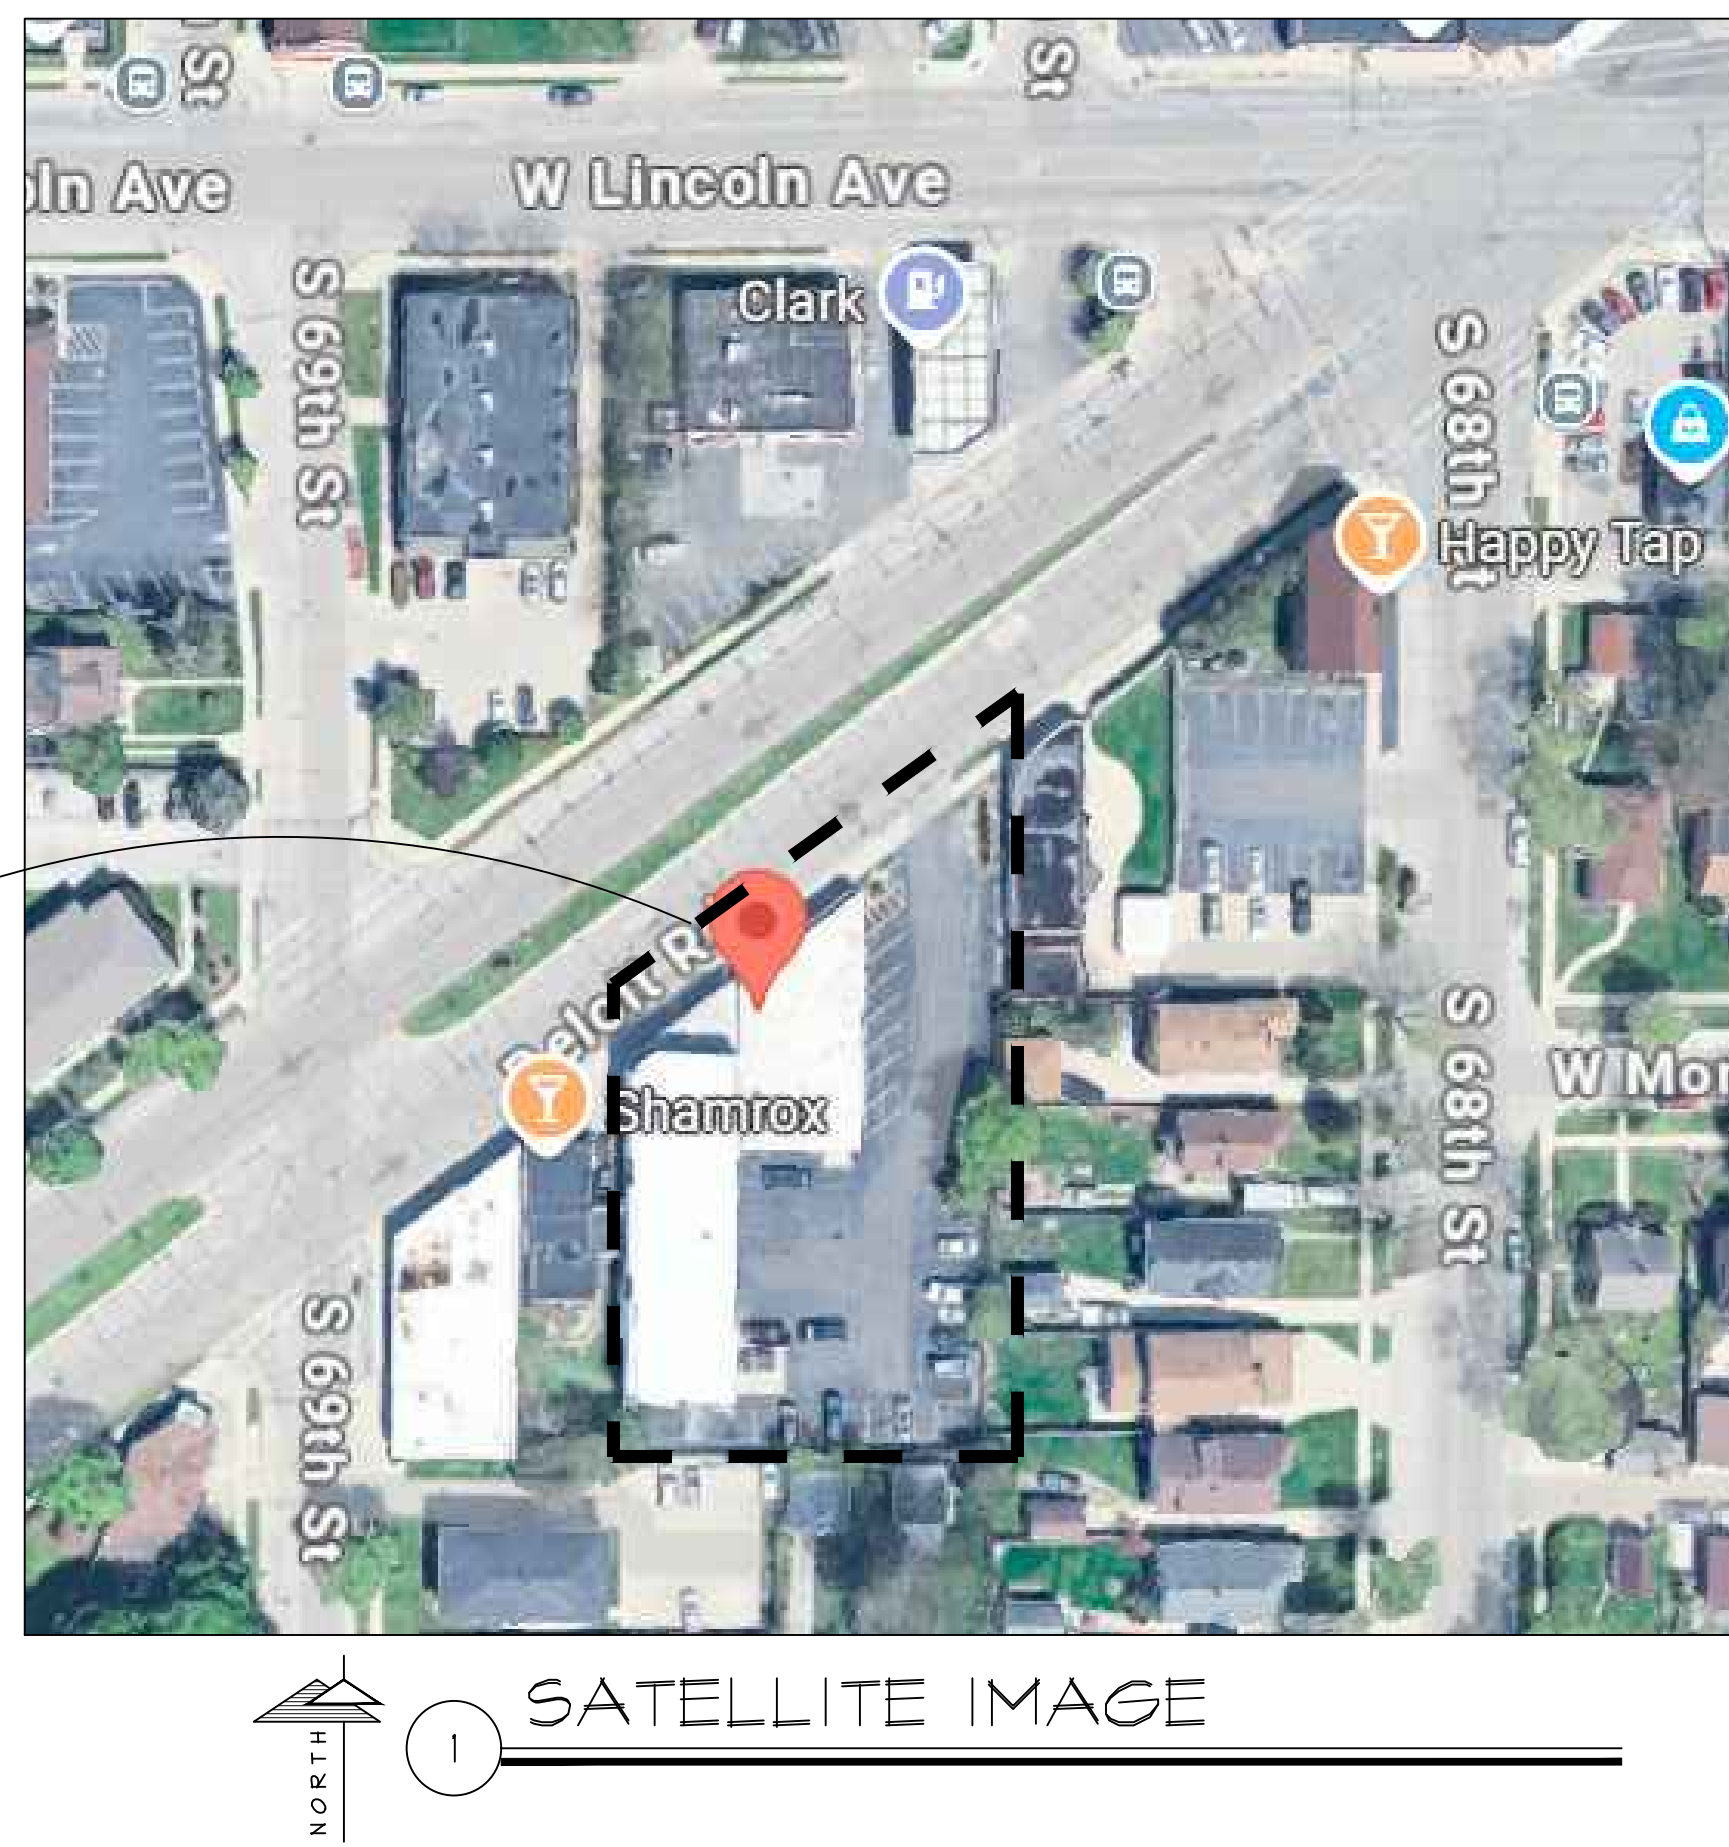 St
St
oln Ave
W Lincoln Ave
S 69th St
Clark
S 68th St
Happy Tap
Shamrox
S 68th St
W Mor
S 69th St
SATELLITE IMAGE
1
NORTH